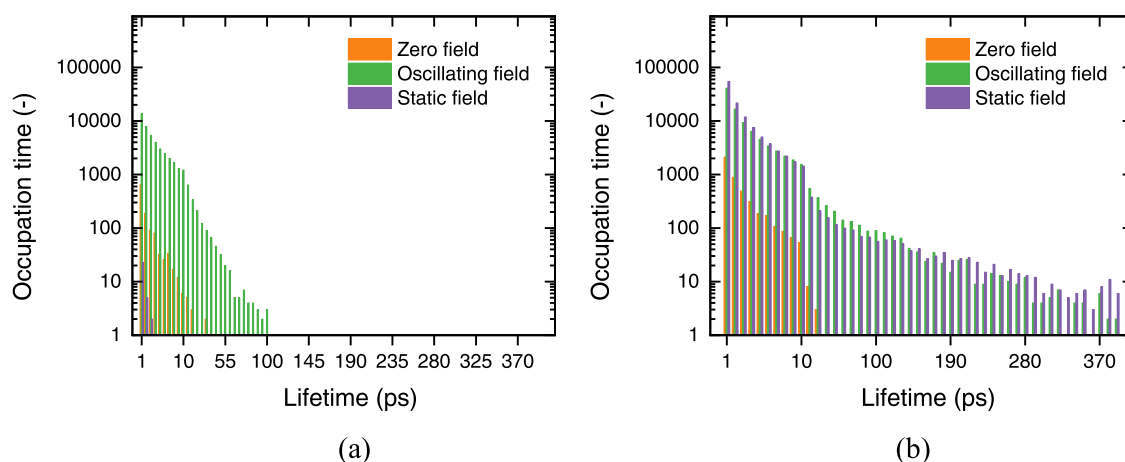 Zero field
Oscillating field
Static field
100000
10000
1000
100
10
1
Occupation time (-)
1 10 55 100 145 190 235 280 325 370
Lifetime (ps)
(a)
Zero field
Oscillating field
Static field
100000
10000
1000
100
10
1
Occupation time (-)
1 10 100 190 280 370
Lifetime (ps)
(b)